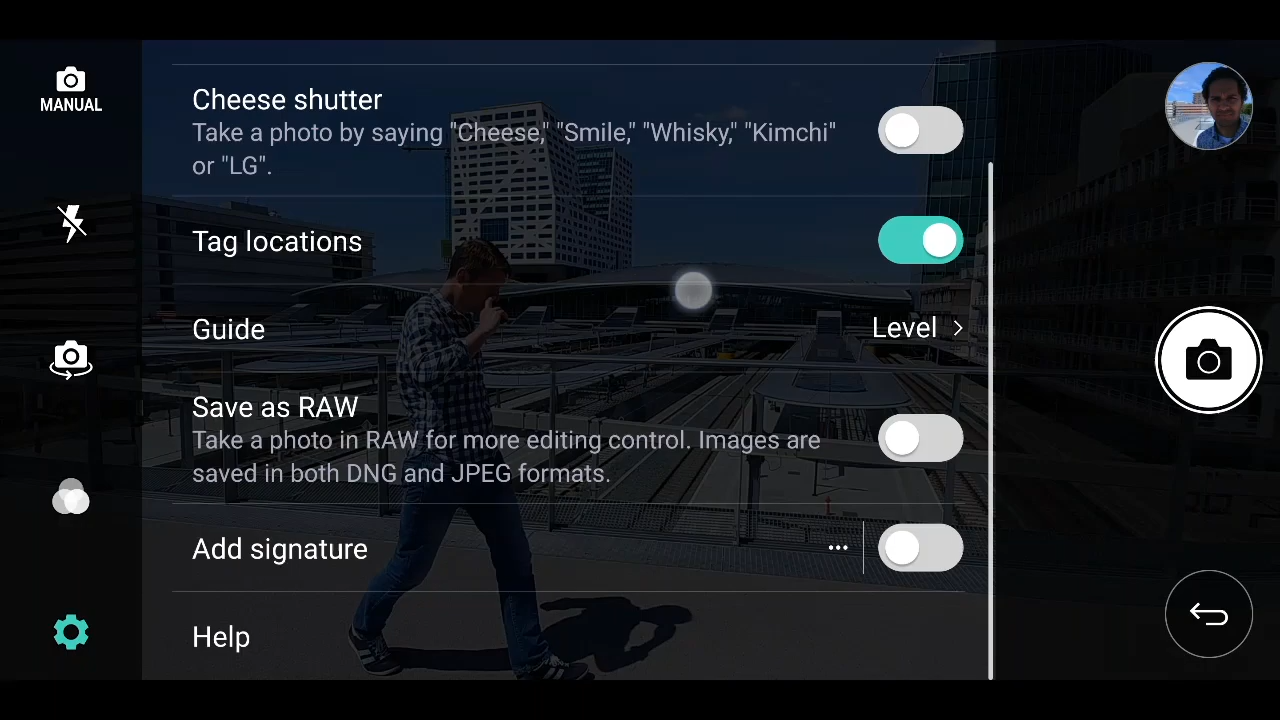 MANUAL
Cheese shutter
Take a photo by saying "Cheese," "Smile," "Whisky," "Kimchi"
or "LG".
Tag locations
Guide
Level
Save as RAW
Take a photo in RAW for more editing control. Images are
saved in both DNG and JPEG formats.
Add signature
Help